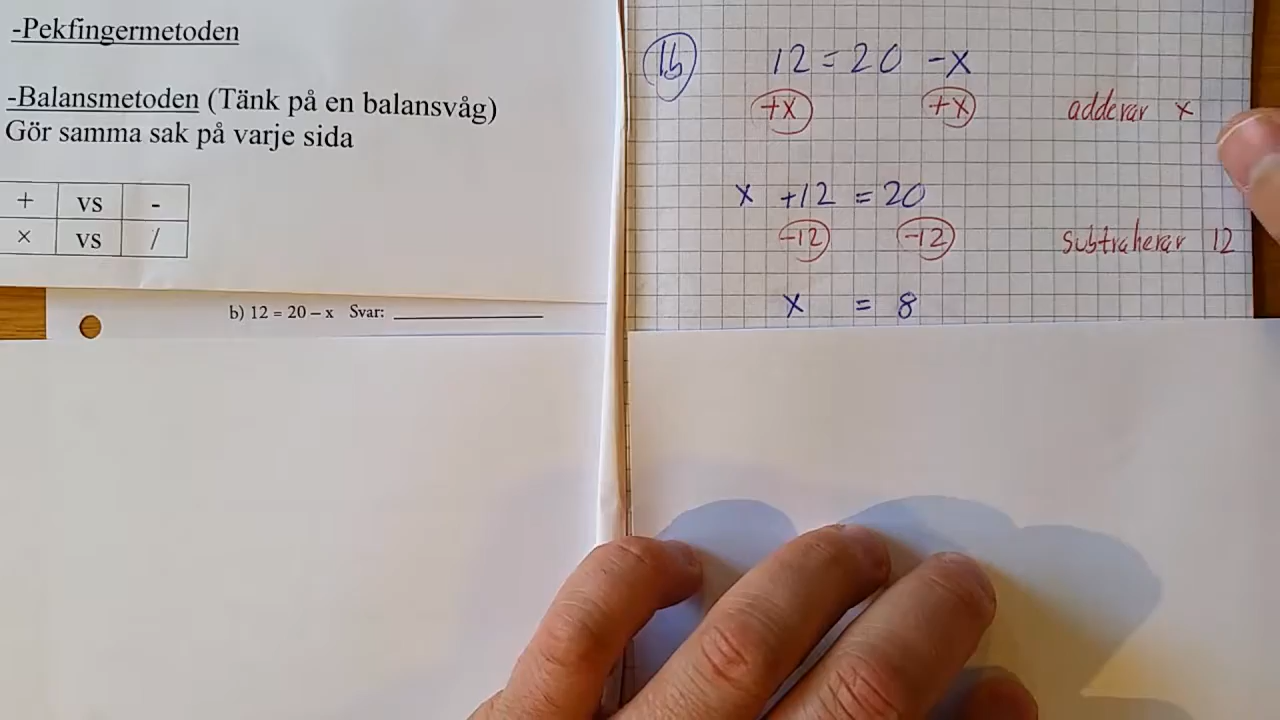 -Pekfingermetoden
-Balansmetoden (Tänk på en balansvåg)
Gör samma sak på varje sida
+ vs -
× vs /
b) 12 = 20 – x Svar: ____________
1b
12 = 20 -x
+x +x adderar x
x +12 = 20
-12 -12 subtraherar 12
x = 8